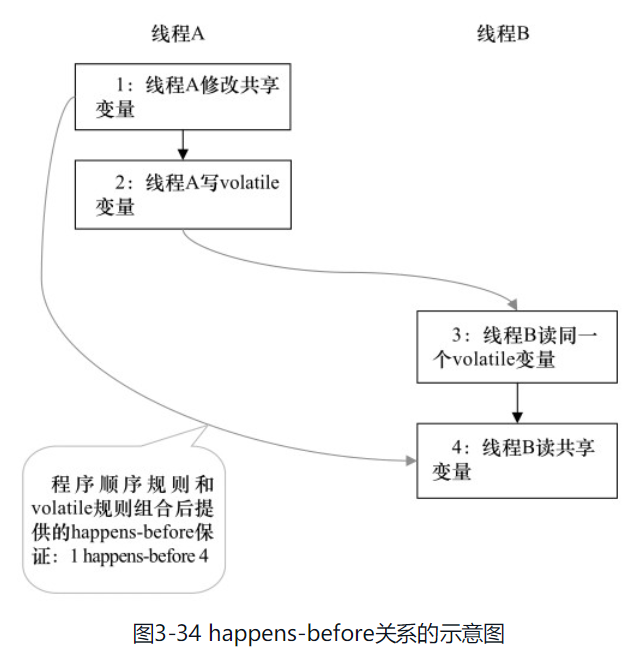 线程A
线程B
1：线程A修改共享
变量
2：线程A写volatile
变量
3：线程B读同一
个volatile变量
4：线程B读共享
变量
程序顺序规则和
volatile规则组合后提
供的happens-before保
证：1 happens-before 4
图3-34 happens-before关系的示意图